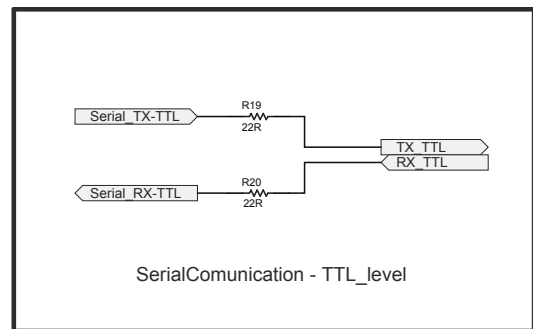 R19
Serial_TX-TTL
22R
TX_TTL
RX_TTL
R20
Serial_RX-TTL
22R
SerialComunication - TTL_level